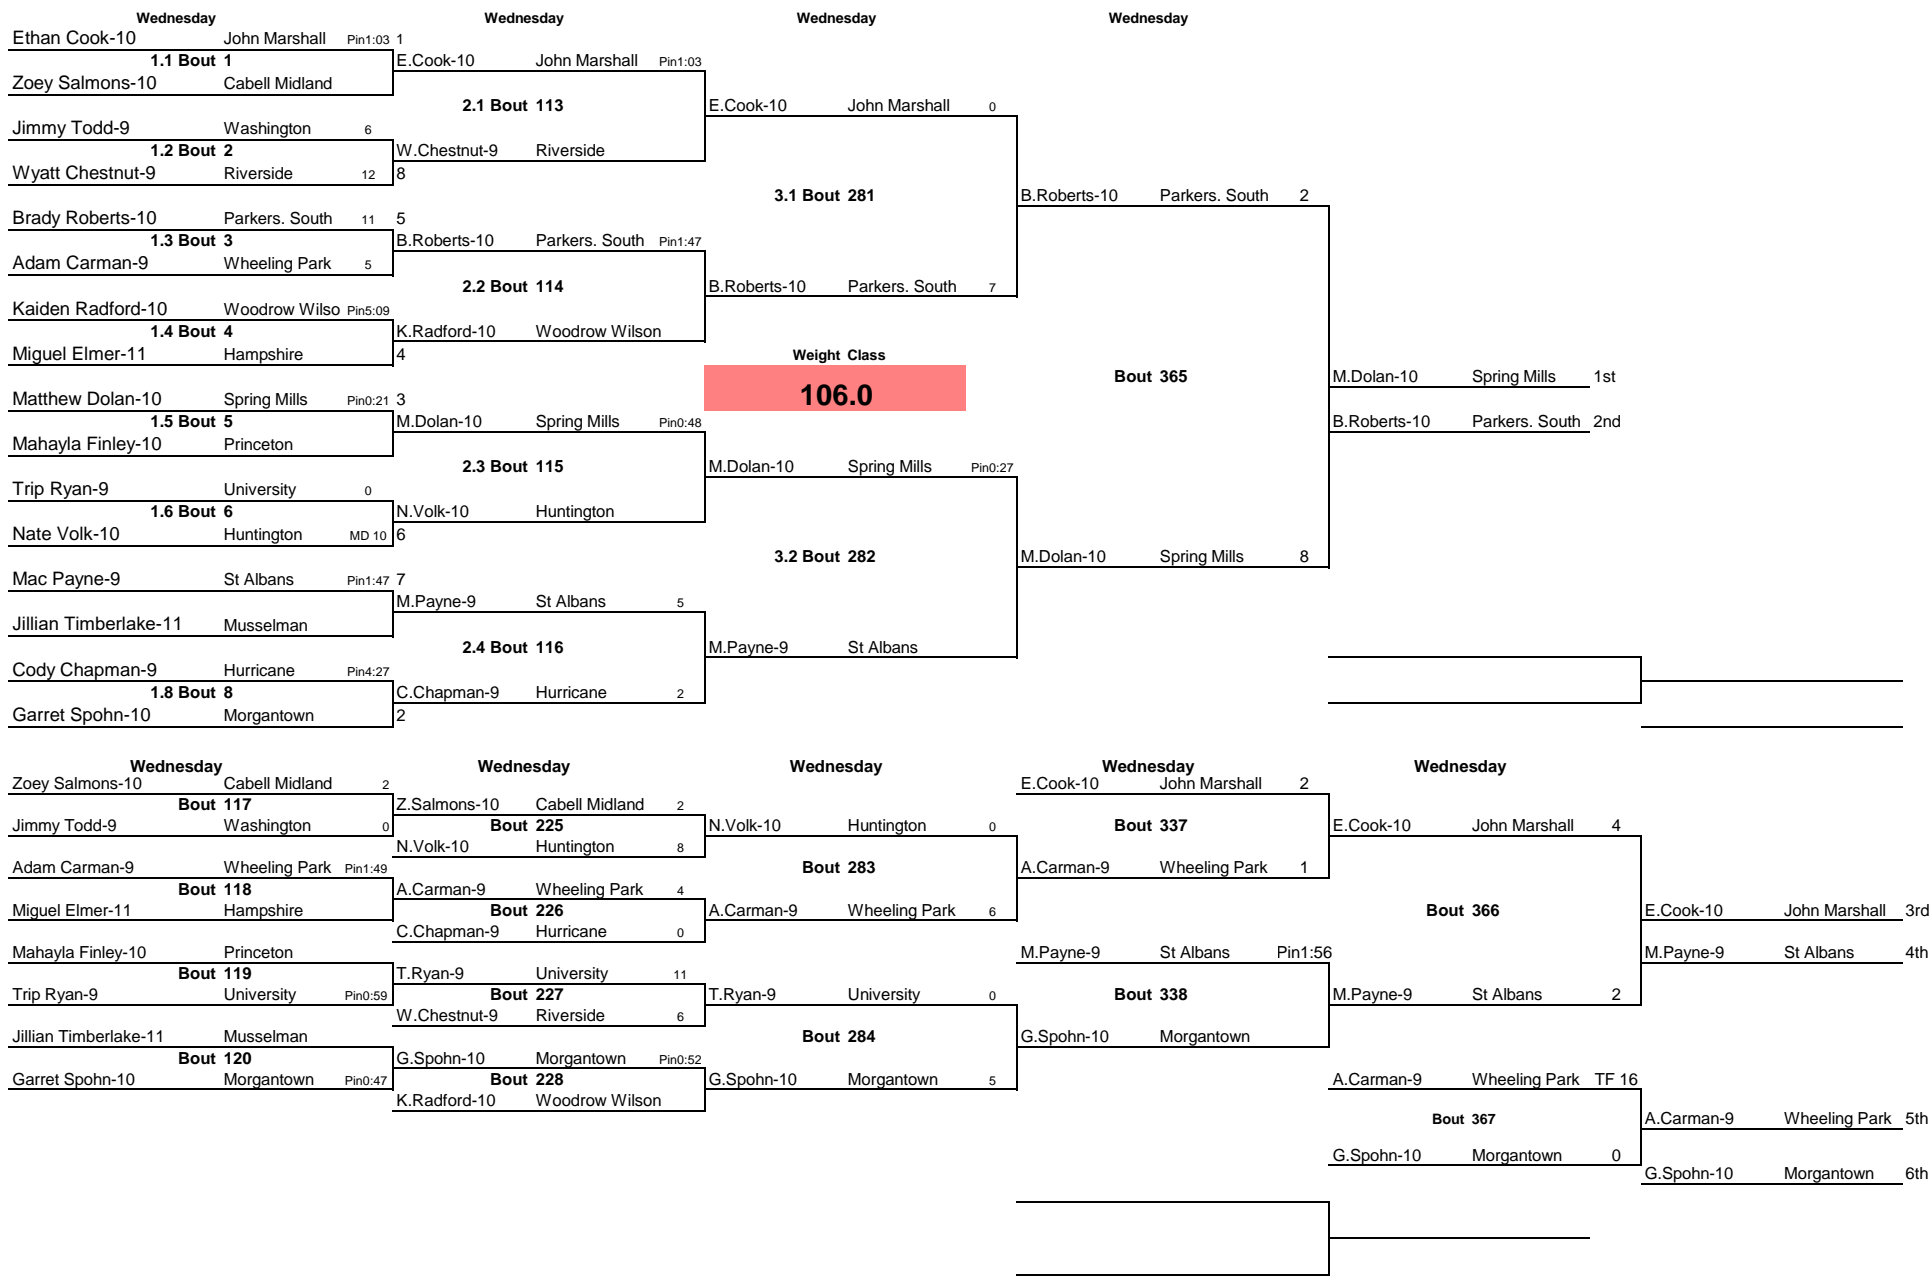 Wednesday Wednesday Wednesday Wednesday
Ethan Cook-10 John Marshall Pin1:03 1
1.1 Bout 1 E.Cook-10 John Marshall Pin1:03
Zoey Salmons-10 Cabell Midland
2.1 Bout 113 E.Cook-10 John Marshall 0
Jimmy Todd-9 Washington 6
1.2 Bout 2 W.Chestnut-9 Riverside
Wyatt Chestnut-9 Riverside 12 8
3.1 Bout 281 B.Roberts-10 Parkers. South 2
Brady Roberts-10 Parkers. South 11 5
1.3 Bout 3 B.Roberts-10 Parkers. South Pin1:47
Adam Carman-9 Wheeling Park 5
2.2 Bout 114 B.Roberts-10 Parkers. South 7
Kaiden Radford-10 Woodrow Wilso Pin5:09
1.4 Bout 4 K.Radford-10 Woodrow Wilson
Miguel Elmer-11 Hampshire 4 Weight Class
Bout 365 M.Dolan-10 Spring Mills 1st
106.0
Matthew Dolan-10 Spring Mills Pin0:21 3
1.5 Bout 5 M.Dolan-10 Spring Mills Pin0:48 B.Roberts-10 Parkers. South 2nd
Mahayla Finley-10 Princeton
2.3 Bout 115 M.Dolan-10 Spring Mills Pin0:27
Trip Ryan-9 University 0
1.6 Bout 6 N.Volk-10 Huntington
Nate Volk-10 Huntington MD 10 6
3.2 Bout 282 M.Dolan-10 Spring Mills 8
Mac Payne-9 St Albans Pin1:47 7
M.Payne-9 St Albans 5
Jillian Timberlake-11 Musselman
2.4 Bout 116 M.Payne-9 St Albans
Cody Chapman-9 Hurricane Pin4:27
1.8 Bout 8 C.Chapman-9 Hurricane 2
Garret Spohn-10 Morgantown 2
Wednesday Wednesday Wednesday Wednesday Wednesday
Zoey Salmons-10 Cabell Midland 2 E.Cook-10 John Marshall 2
Bout 117 Z.Salmons-10 Cabell Midland 2
Jimmy Todd-9 Washington 0 Bout 225 N.Volk-10 Huntington 0 Bout 337 E.Cook-10 John Marshall 4
N.Volk-10 Huntington 8
Adam Carman-9 Wheeling Park Pin1:49 Bout 283 A.Carman-9 Wheeling Park 1
Bout 118 A.Carman-9 Wheeling Park 4
Miguel Elmer-11 Hampshire Bout 226 A.Carman-9 Wheeling Park 6 Bout 366 E.Cook-10 John Marshall 3rd
C.Chapman-9 Hurricane 0
Mahayla Finley-10 Princeton M.Payne-9 St Albans Pin1:56 M.Payne-9 St Albans 4th
Bout 119 T.Ryan-9 University 11
Trip Ryan-9 University Pin0:59 Bout 227 T.Ryan-9 University 0 Bout 338 M.Payne-9 St Albans 2
W.Chestnut-9 Riverside 6
Jillian Timberlake-11 Musselman Bout 284 G.Spohn-10 Morgantown
Bout 120 G.Spohn-10 Morgantown Pin0:52
Garret Spohn-10 Morgantown Pin0:47 Bout 228 G.Spohn-10 Morgantown 5 A.Carman-9 Wheeling Park TF 16
K.Radford-10 Woodrow Wilson
Bout 367 A.Carman-9 Wheeling Park 5th
G.Spohn-10 Morgantown 0
G.Spohn-10 Morgantown 6th